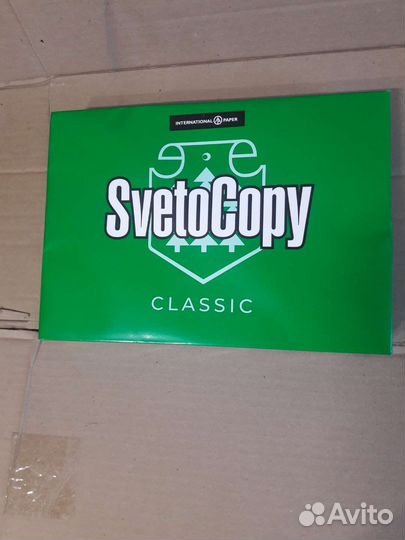 INTERNATIONAL PAPER
SvetoCopy
CLASSIC
Avito